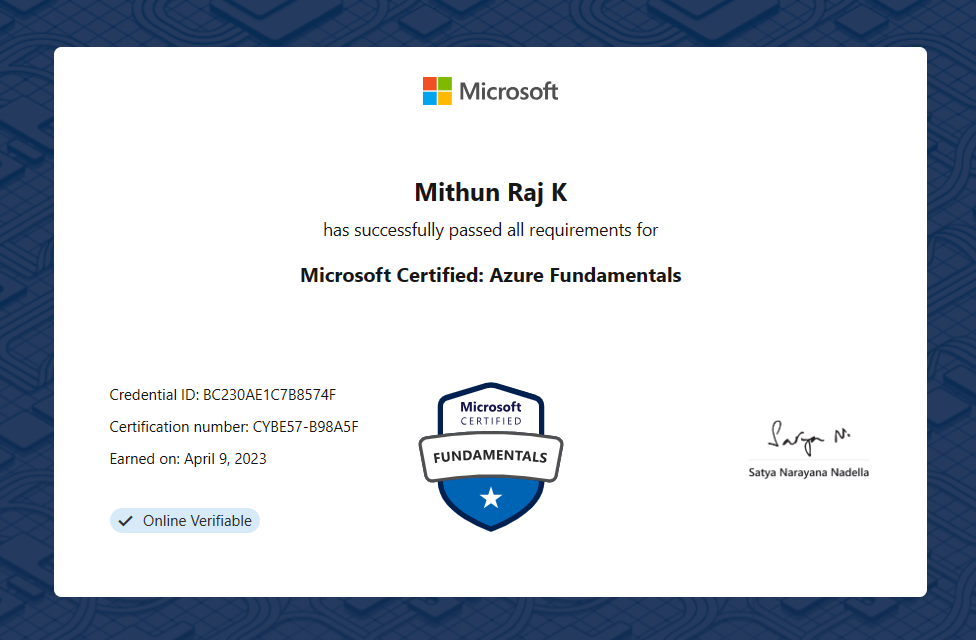 Microsoft
Mithun Raj K
has successfully passed all requirements for
Microsoft Certified: Azure Fundamentals
Credential ID: BC230AE1C7B8574F
Certification number: CYBE57-B98A5F
Earned on: April 9, 2023
Online Verifiable
Microsoft
CERTIFIED
FUNDAMENTALS
Satya N.
Satya Narayana Nadella